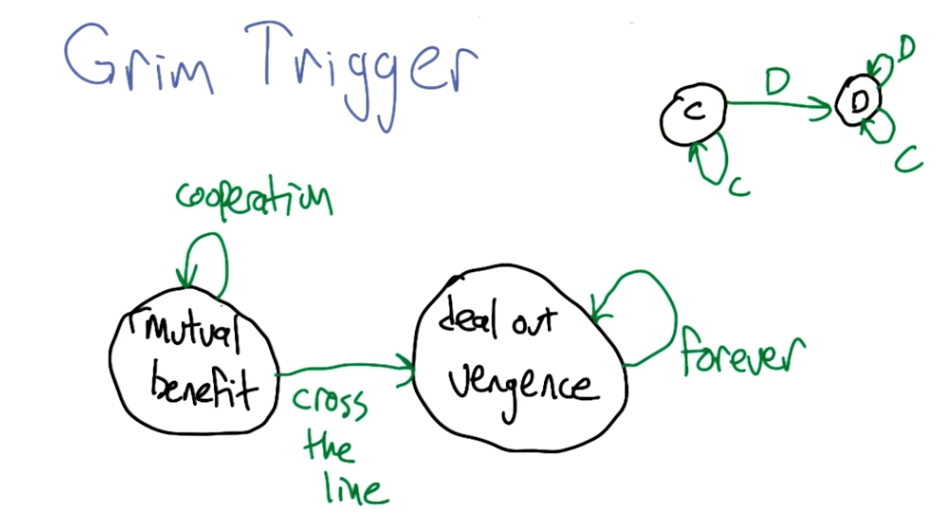 Grim Trigger
D
D
C
D
C
C
cooperation
mutual
benefit
deal out
vengence
forever
cross
the
line